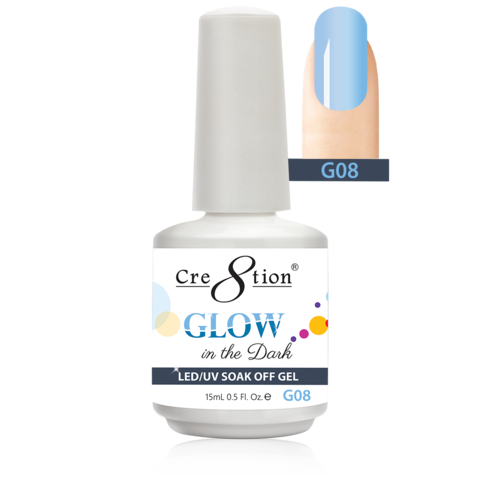 G08
Cre8tion®
GLOW
in the Dark
LED/UV SOAK OFF GEL
15mL 0.5 Fl. Oz.e G08